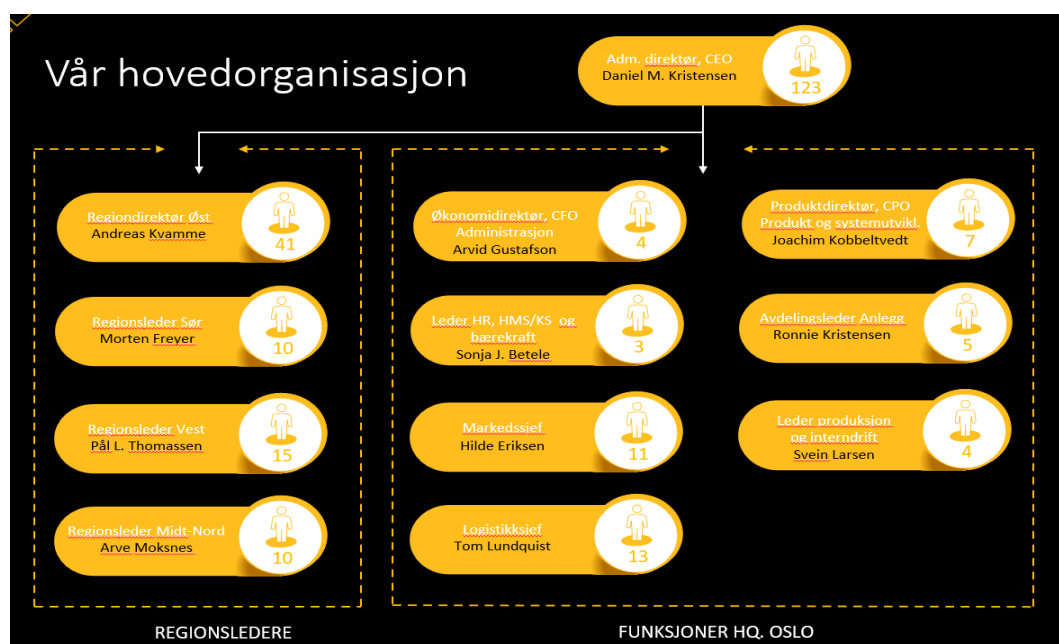 Vår hovedorganisasjon
Adm. direktør, CEO
Daniel M. Kristensen
123
Regiondirektør Øst
Andreas Kvamme
41
Regionsleder Sør
Morten Freyer
10
Regionsleder Vest
Pål L. Thomassen
15
Regionsleder Midt-Nord
Arve Moksnes
10
REGIONSLEDERE
Økonomidirektør, CFO
Administrasjon
Arvid Gustafson
4
Leder HR, HMS/KS og
bærekraft
Sonja J. Betele
3
Markedssjef
Hilde Eriksen
11
Logistikksjef
Tom Lundquist
13
Produktdirektør, CPO
Produkt og systemutvikl.
Joachim Kobbeltvedt
7
Avdelingsleder Anlegg
Ronnie Kristensen
5
Leder produksjon
og interndrift
Svein Larsen
4
FUNKSJONER HQ. OSLO